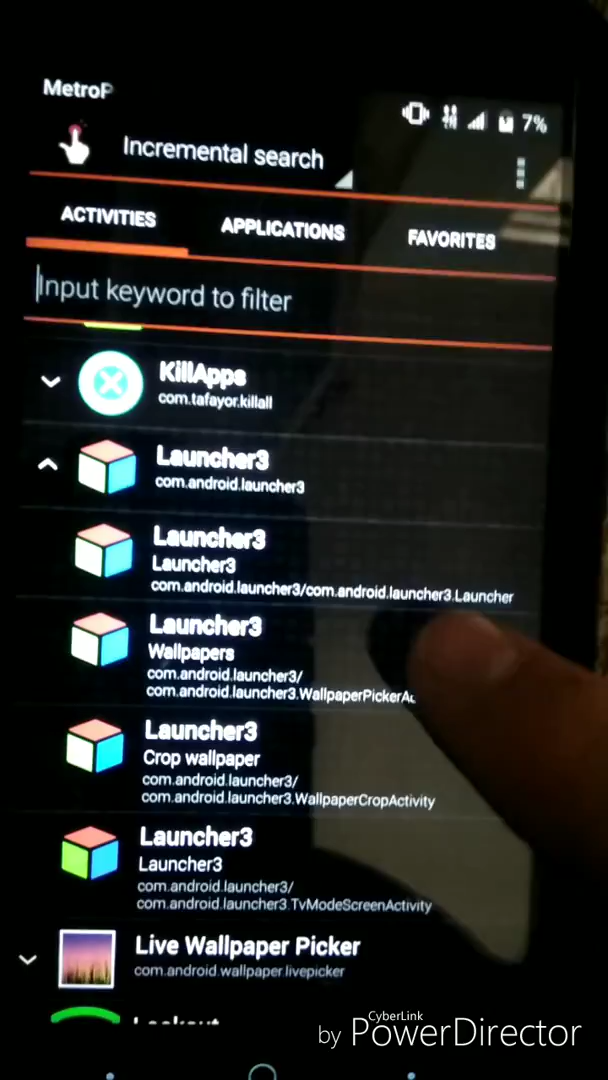 MetroP
7%
Incremental search
ACTIVITIES
APPLICATIONS
FAVORITES
Input keyword to filter
KillApps
com.tafayor.killall
Launcher3
com.android.launcher3
Launcher3
Launcher3
com.android.launcher3/com.android.launcher3.Launcher
Launcher3
Wallpapers
com.android.launcher3/
com.android.launcher3.WallpaperPickerAc
Launcher3
Crop wallpaper
com.android.launcher3/
com.android.launcher3.WallpaperCropActivity
Launcher3
Launcher3
com.android.launcher3/
com.android.launcher3.TvModeScreenActivity
Live Wallpaper Picker
com.android.wallpaper.livepicker
CyberLink
by PowerDirector